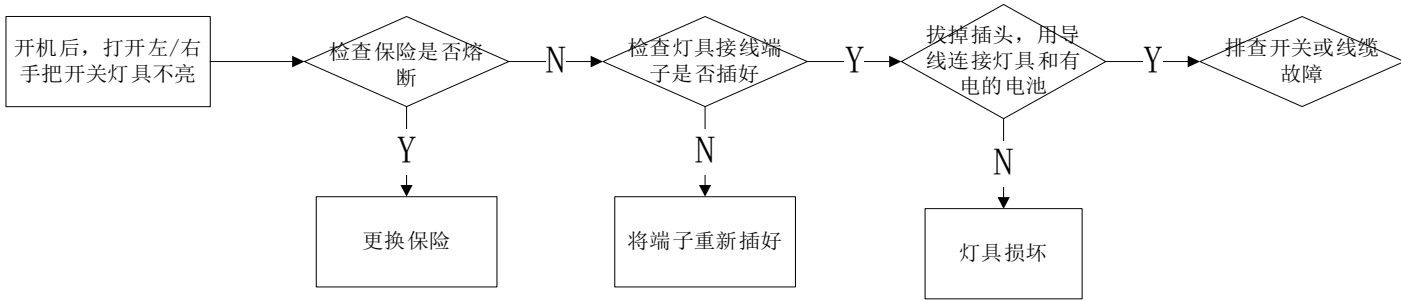 开机后，打开左/右
手把开关灯具不亮
检查保险是否熔
断
N
检查灯具接线端
子是否插好
Y
拔掉插头，用导
线连接灯具和有
电的电池
Y
排查开关或线缆
故障
Y
N
N
更换保险
将端子重新插好
灯具损坏